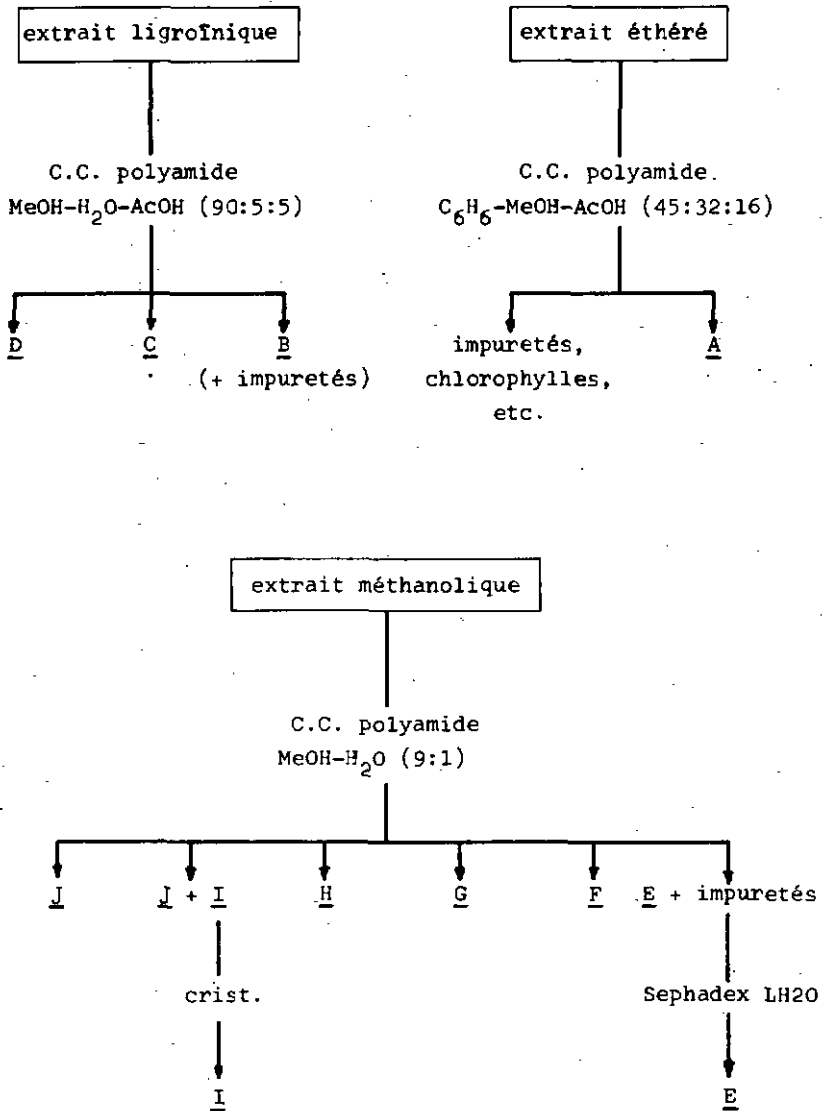 extrait ligroïnique
extrait éthéré
C.C. polyamide
MeOH-H2O-AcOH (90:5:5)
C.C. polyamide.
C6H6-MeOH-AcOH (45:32:16)
D C B
(+ impuretés)
impuretés, A
chlorophylles,
etc.
extrait méthanolique
C.C. polyamide
MeOH-H2O (9:1)
J J + I H G F E + impuretés
crist. Sephadex LH20
I E